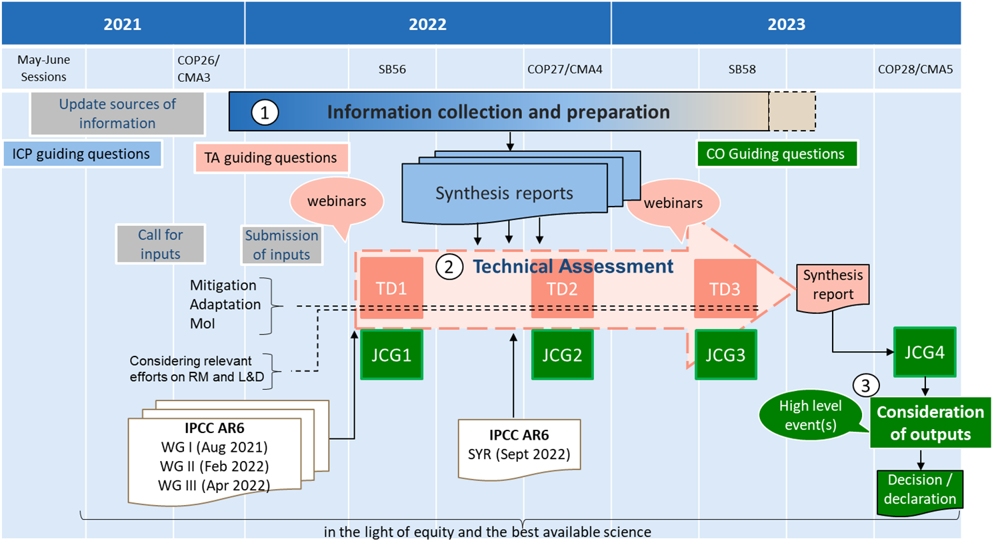 2021
2022
2023
May-June
Sessions
COP26/
CMA3
SB56
COP27/CMA4
SB58
COP28/CMA5
Update sources of
information
1
Information collection and preparation
ICP guiding questions
TA guiding questions
CO Guiding questions
webinars
Synthesis reports
webinars
Call for
inputs
Submission
of inputs
2
Technical Assessment
TD1
TD2
TD3
Mitigation
Adaptation
MoI
Synthesis
report
Considering relevant
efforts on RM and L&D
JCG1
JCG2
JCG3
JCG4
3
High level
event(s)
Consideration
of outputs
IPCC AR6
WG I (Aug 2021)
WG II (Feb 2022)
WG III (Apr 2022)
IPCC AR6
SYR (Sept 2022)
Decision /
declaration
in the light of equity and the best available science